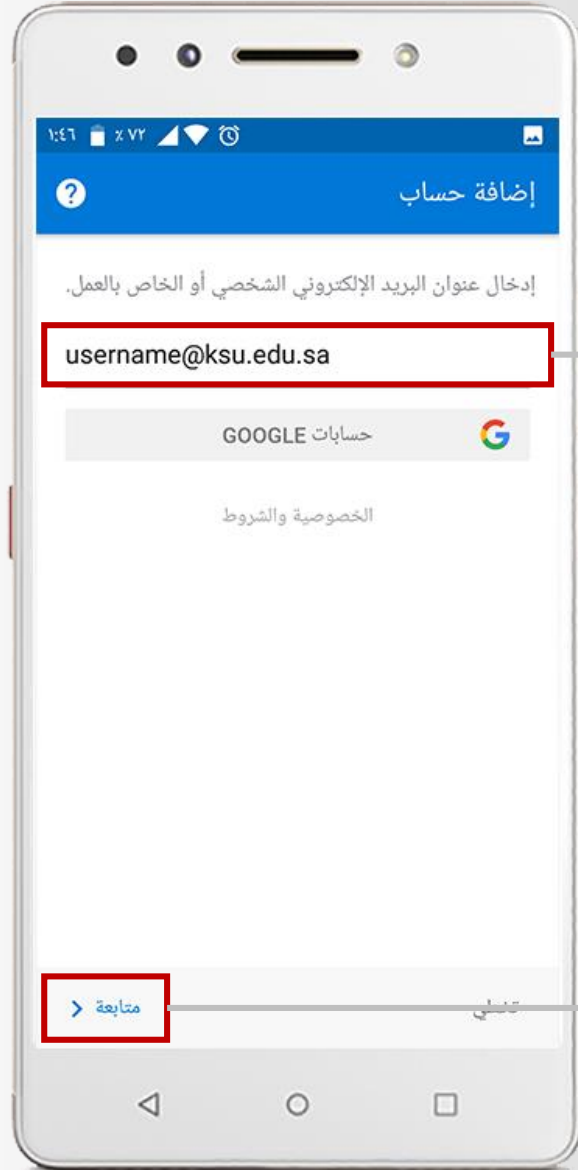 ١:٤٦ ٧٢ ٪
إضافة حساب
إدخال عنوان البريد الإلكتروني الشخصي أو الخاص بالعمل.
username@ksu.edu.sa
حسابات GOOGLE
الخصوصية والشروط
تخطي
متابعة